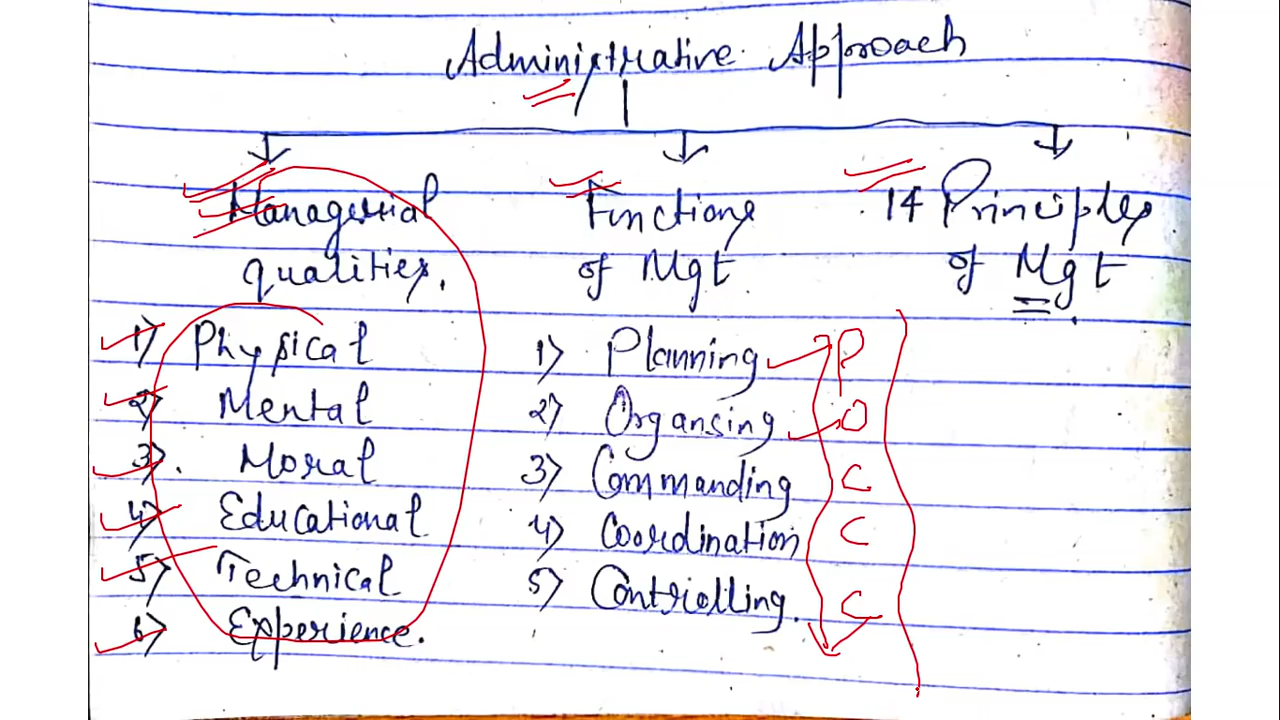 Administrative Approach
Managerial qualities.
1) Physical
2) Mental
3) Moral
4) Educational
5) Technical
6) Experience.
Functions of Mgt
1) Planning P
2) Organsing O
3) Commanding C
4) Coordination C
5) Controlling. C
14 Principles of Mgt